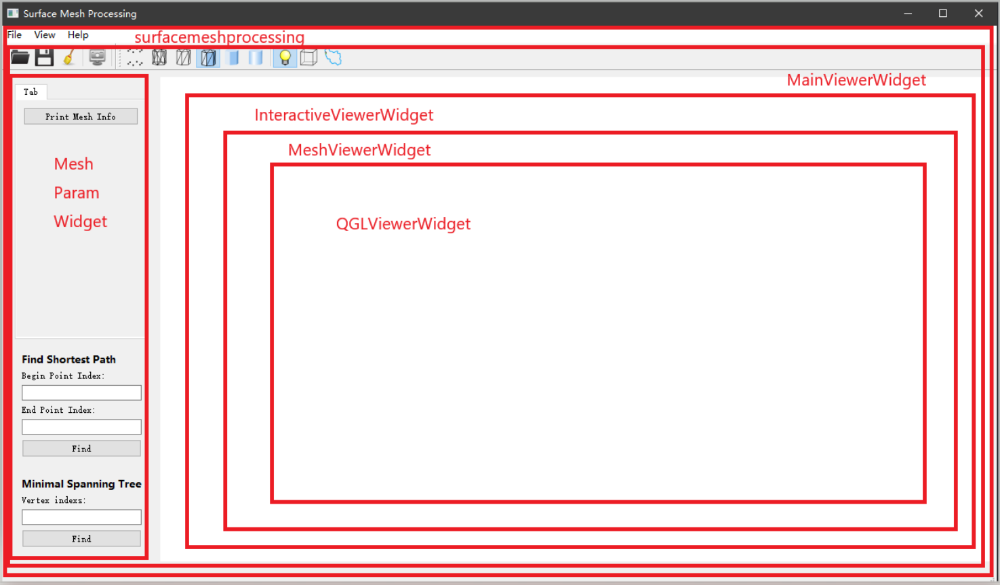 Surface Mesh Processing
File View Help
surfacemeshprocessing
MainViewerWidget
Tab
Print Mesh Info
InteractiveViewerWidget
MeshViewerWidget
Mesh
Param
Widget
QGLViewerWidget
Find Shortest Path
Begin Point Index:
End Point Index:
Find
Minimal Spanning Tree
Vertex indexs:
Find